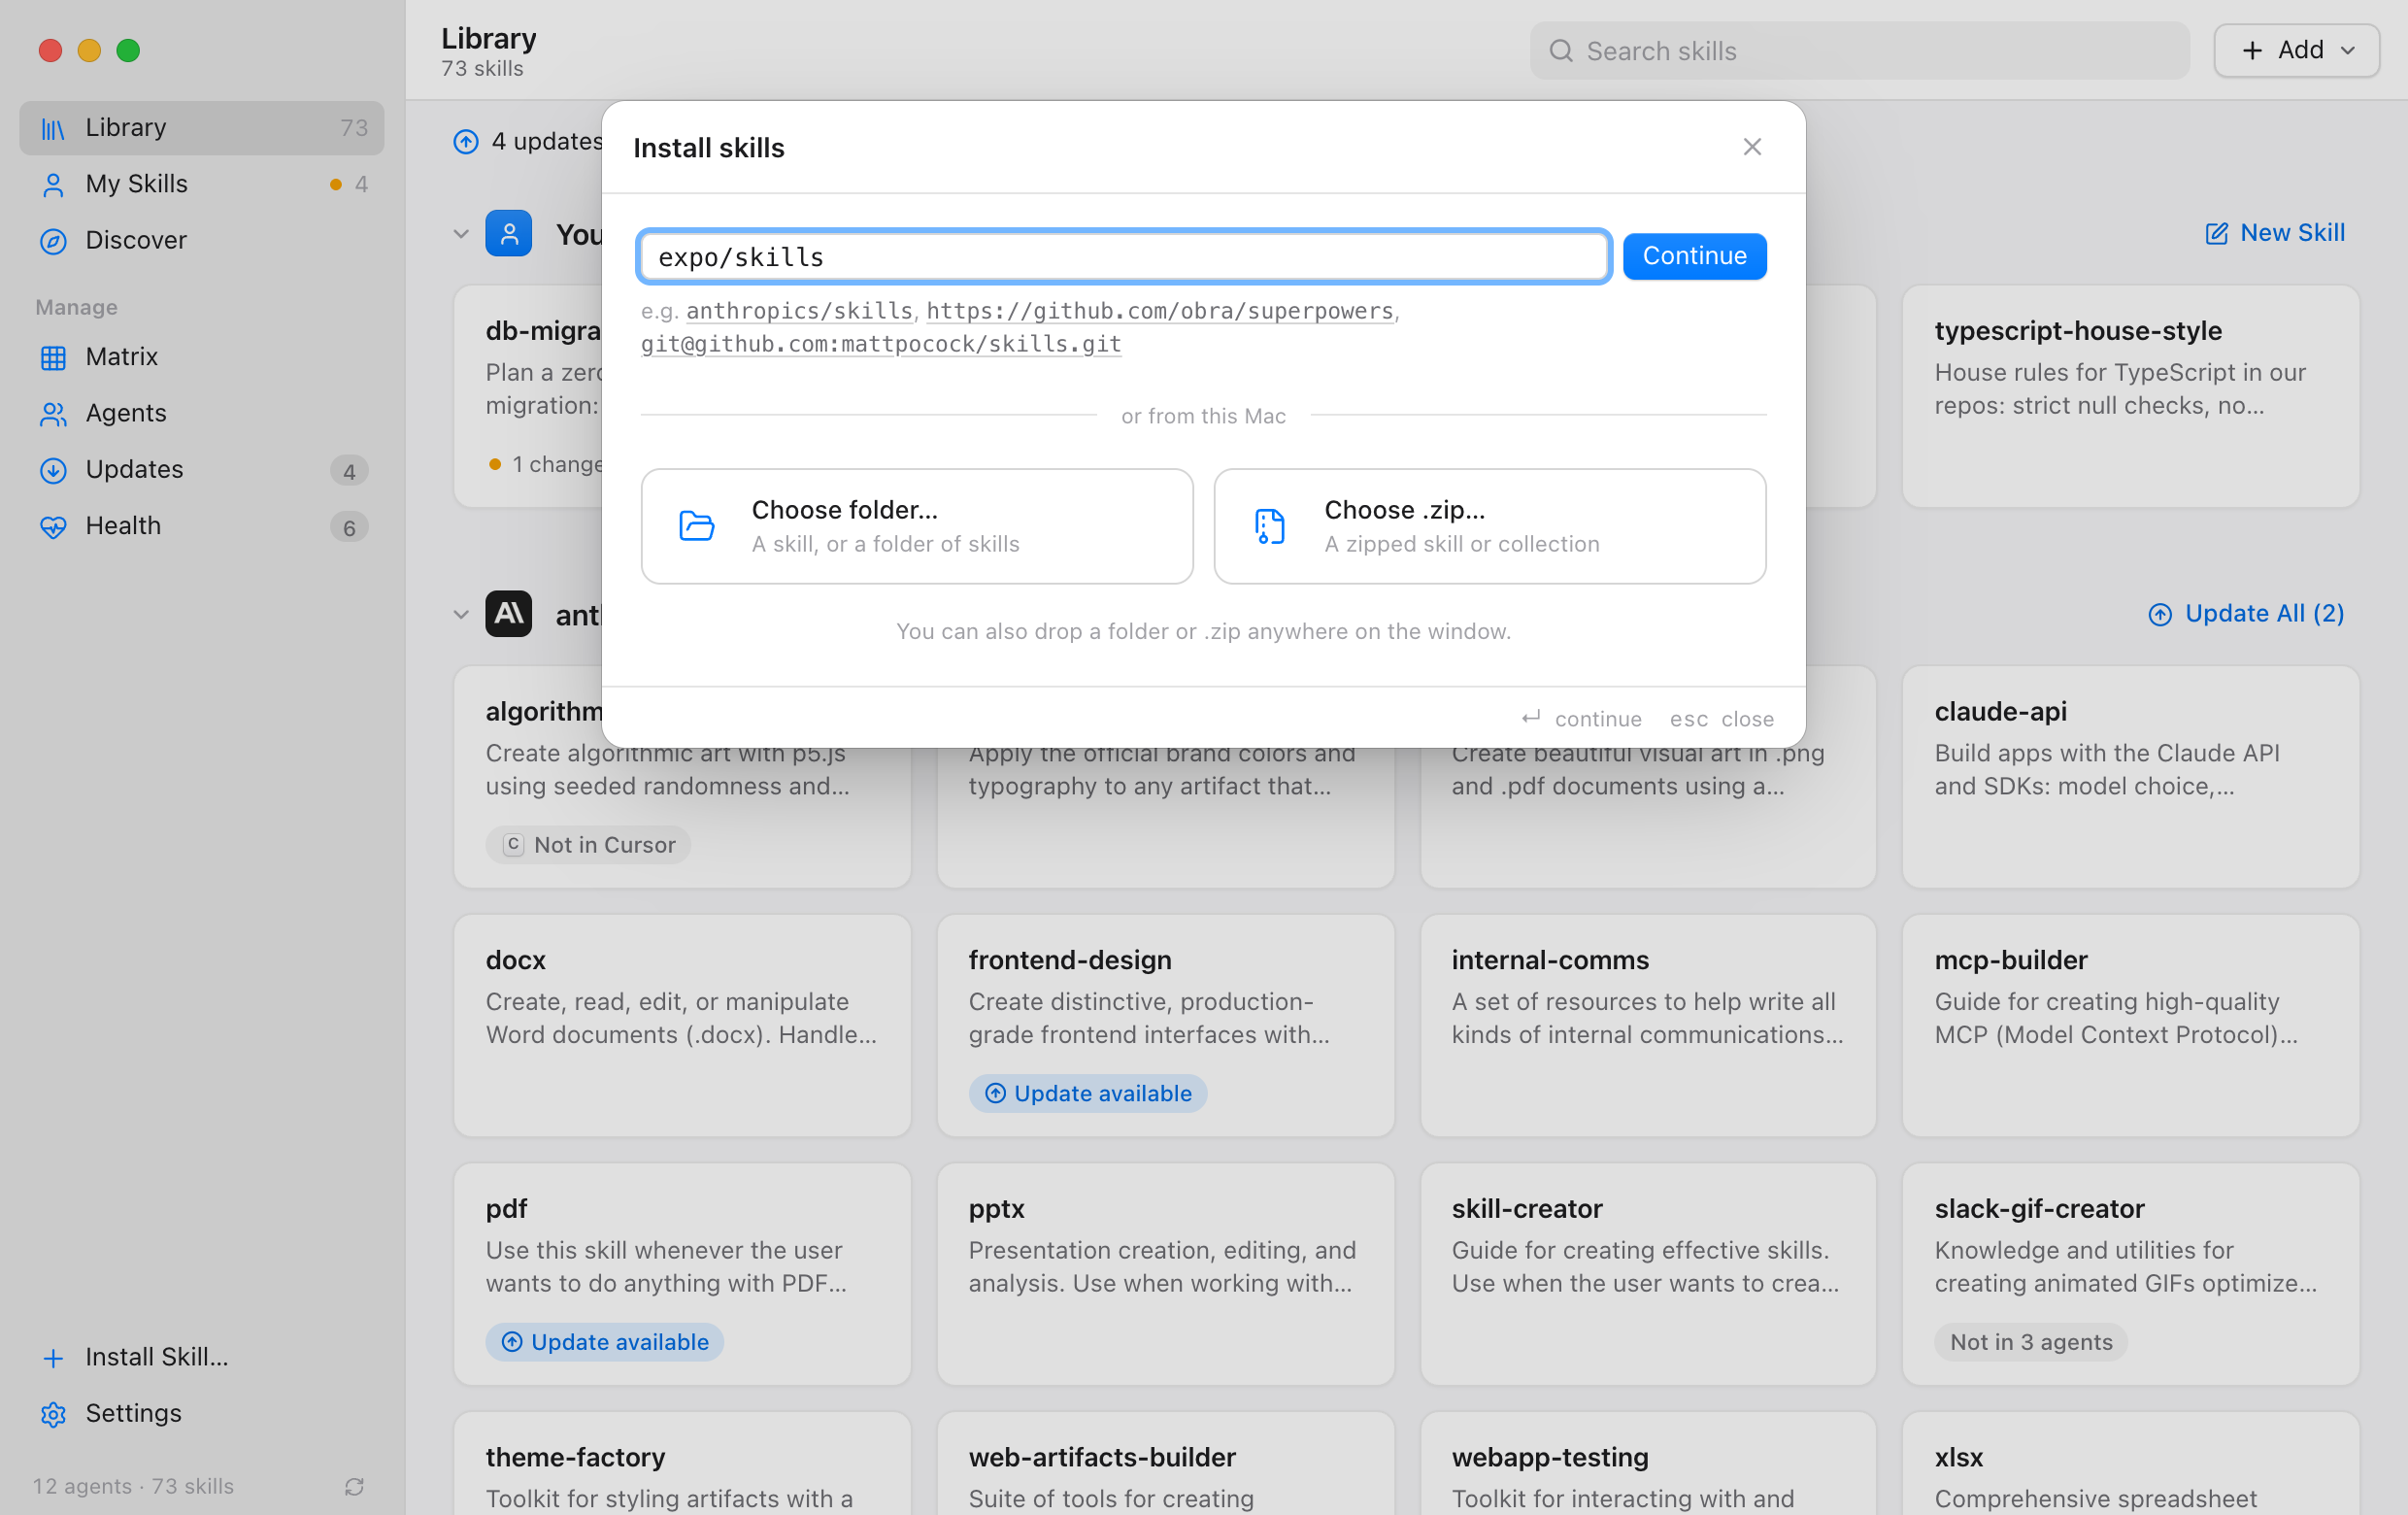 Library
73 skills
Search skills
Add
Library 73
My Skills 4
Discover
Manage
Matrix
Agents
Updates 4
Health 6
Install Skill...
Settings
12 agents · 73 skills
4 updates
You
New Skill
db-migra
Plan a zero
migration:
1 change
typescript-house-style
House rules for TypeScript in our
repos: strict null checks, no...
Install skills
expo/skills
Continue
e.g. anthropics/skills, https://github.com/obra/superpowers,
git@github.com:mattpocock/skills.git
or from this Mac
Choose folder...
A skill, or a folder of skills
Choose .zip...
A zipped skill or collection
You can also drop a folder or .zip anywhere on the window.
continue esc close
ant
Update All (2)
algorithm
Create algorithmic art with p5.js
using seeded randomness and...
C Not in Cursor
Apply the official brand colors and
typography to any artifact that...
Create beautiful visual art in .png
and .pdf documents using a...
claude-api
Build apps with the Claude API
and SDKs: model choice,...
docx
Create, read, edit, or manipulate
Word documents (.docx). Handle...
frontend-design
Create distinctive, production-
grade frontend interfaces with...
Update available
internal-comms
A set of resources to help write all
kinds of internal communications...
mcp-builder
Guide for creating high-quality
MCP (Model Context Protocol)...
pdf
Use this skill whenever the user
wants to do anything with PDF...
Update available
pptx
Presentation creation, editing, and
analysis. Use when working with...
skill-creator
Guide for creating effective skills.
Use when the user wants to crea...
slack-gif-creator
Knowledge and utilities for
creating animated GIFs optimize...
Not in 3 agents
theme-factory
Toolkit for styling artifacts with a
web-artifacts-builder
Suite of tools for creating
webapp-testing
Toolkit for interacting with and
xlsx
Comprehensive spreadsheet